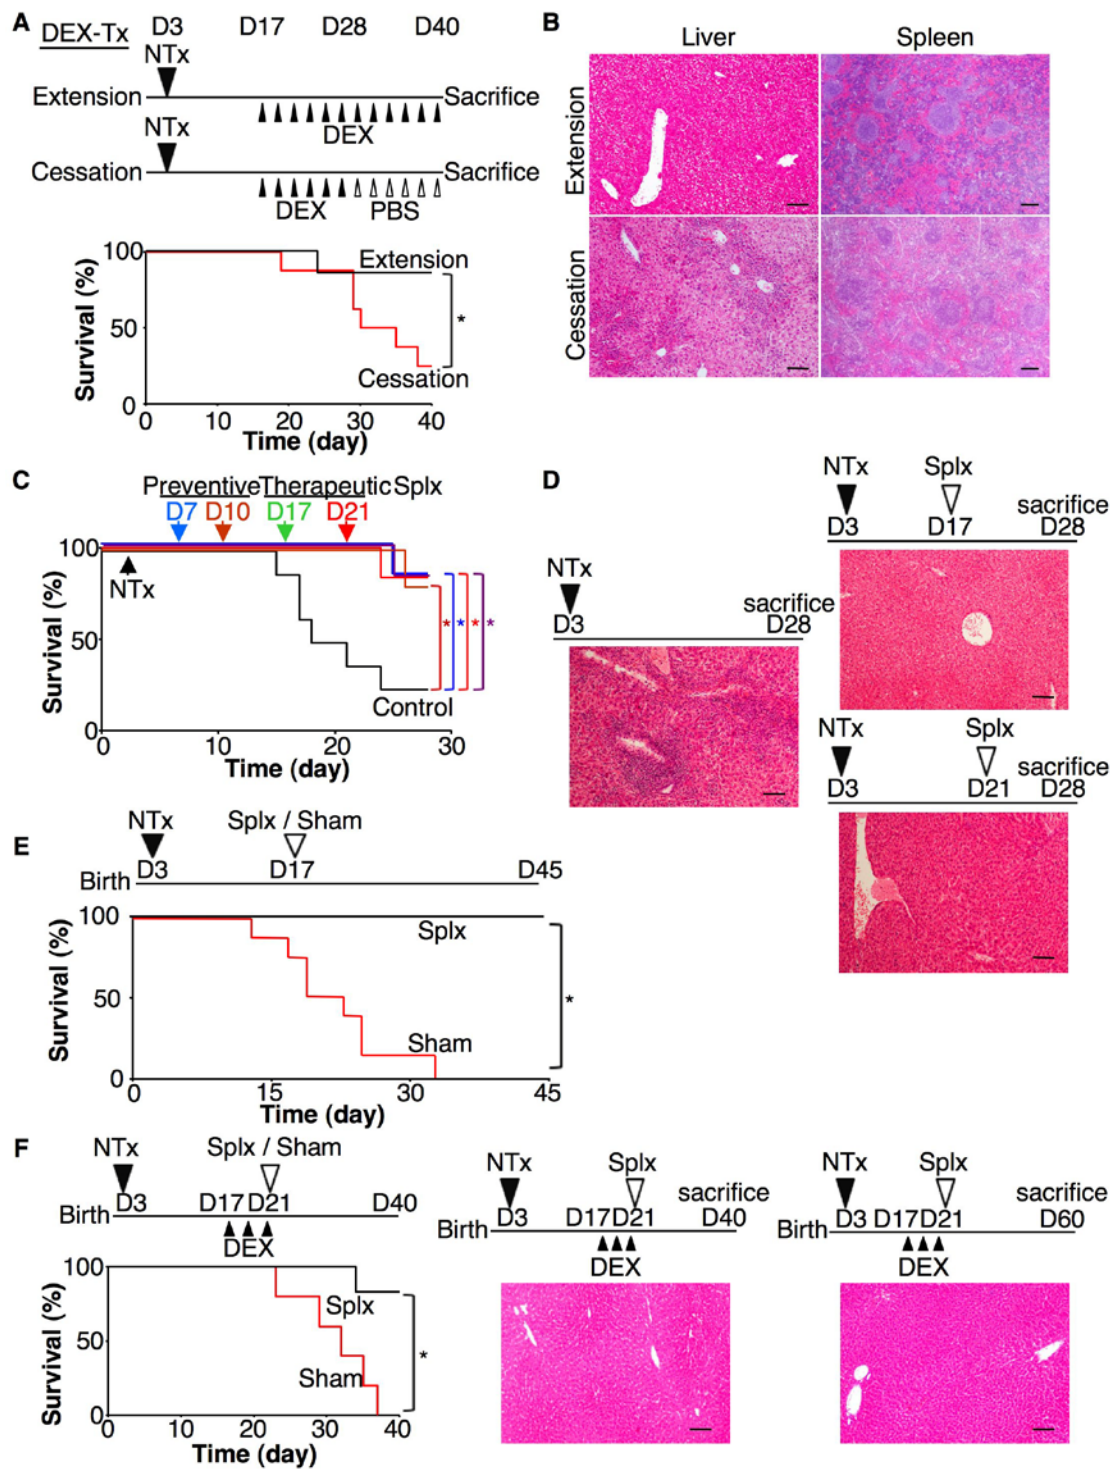 A
DEX-Tx
D3 D17 D28 D40
NTx
Extension Sacrifice
DEX
NTx
Cessation Sacrifice
DEX PBS
Survival (%)
100
50
0
Extension
*
Cessation
0 10 20 30 40
Time (day)
B
Liver Spleen
Extension
Cessation
C
Preventive Therapeutic Splx
D7 D10 D17 D21
Survival (%)
100
50
0
NTx
* * * *
Control
0 10 20 30
Time (day)
D
NTx
D3
sacrifice
D28
NTx Splx
sacrifice
D3 D17 D28
NTx Splx
sacrifice
D3 D21 D28
E
NTx Splx / Sham
D3 D17 D45
Birth
Survival (%)
100
50
0
Splx
*
Sham
0 15 30 45
Time (day)
F
NTx Splx / Sham
D3 D17 D21 D40
Birth
DEX
Survival (%)
100
50
0
Splx
*
Sham
0 10 20 30 40
Time (day)
NTx Splx
sacrifice
D3 D17 D21 D40
Birth
DEX
NTx Splx
sacrifice
D3 D17 D21 D60
Birth
DEX